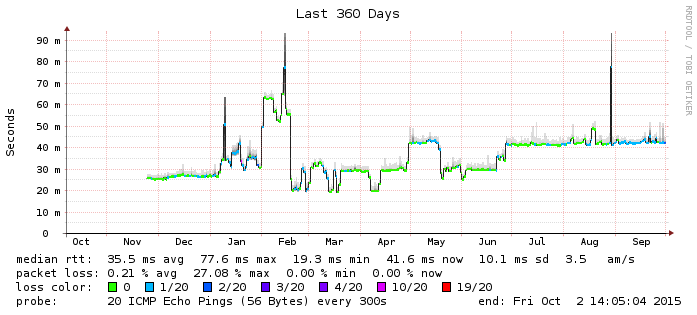 Last 360 Days
RRDTOOL / TOBI OETIKER
Seconds
90 m
80 m
70 m
60 m
50 m
40 m
30 m
20 m
10 m
0
Oct Nov Dec Jan Feb Mar Apr May Jun Jul Aug Sep
median rtt: 35.5 ms avg 77.6 ms max 19.3 ms min 41.6 ms now 10.1 ms sd 3.5 am/s
packet loss: 0.21 % avg 27.08 % max 0.00 % min 0.00 % now
loss color: 0 1/20 2/20 3/20 4/20 10/20 19/20
probe: 20 ICMP Echo Pings (56 Bytes) every 300s end: Fri Oct 2 14:05:04 2015